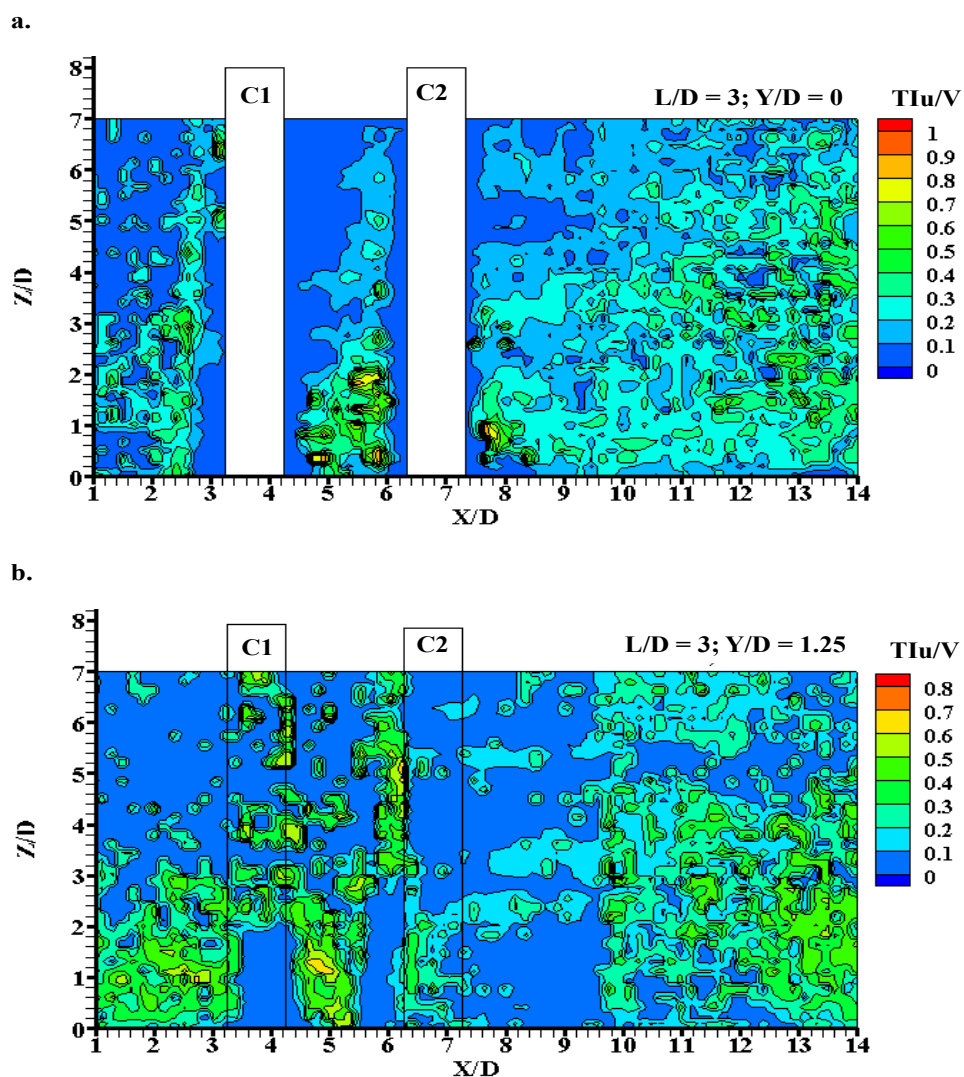 a.
C1
C2
L/D = 3; Y/D = 0
TIu/V
8
7
6
5
4
3
2
1
0
Z/D
1 2 3 4 5 6 7 8 9 10 11 12 13 14
X/D
1
0.9
0.8
0.7
0.6
0.5
0.4
0.3
0.2
0.1
0
b.
C1
C2
L/D = 3; Y/D = 1.25
TIu/V
8
7
6
5
4
3
2
1
0
Z/D
1 2 3 4 5 6 7 8 9 10 11 12 13 14
X/D
0.8
0.7
0.6
0.5
0.4
0.3
0.2
0.1
0